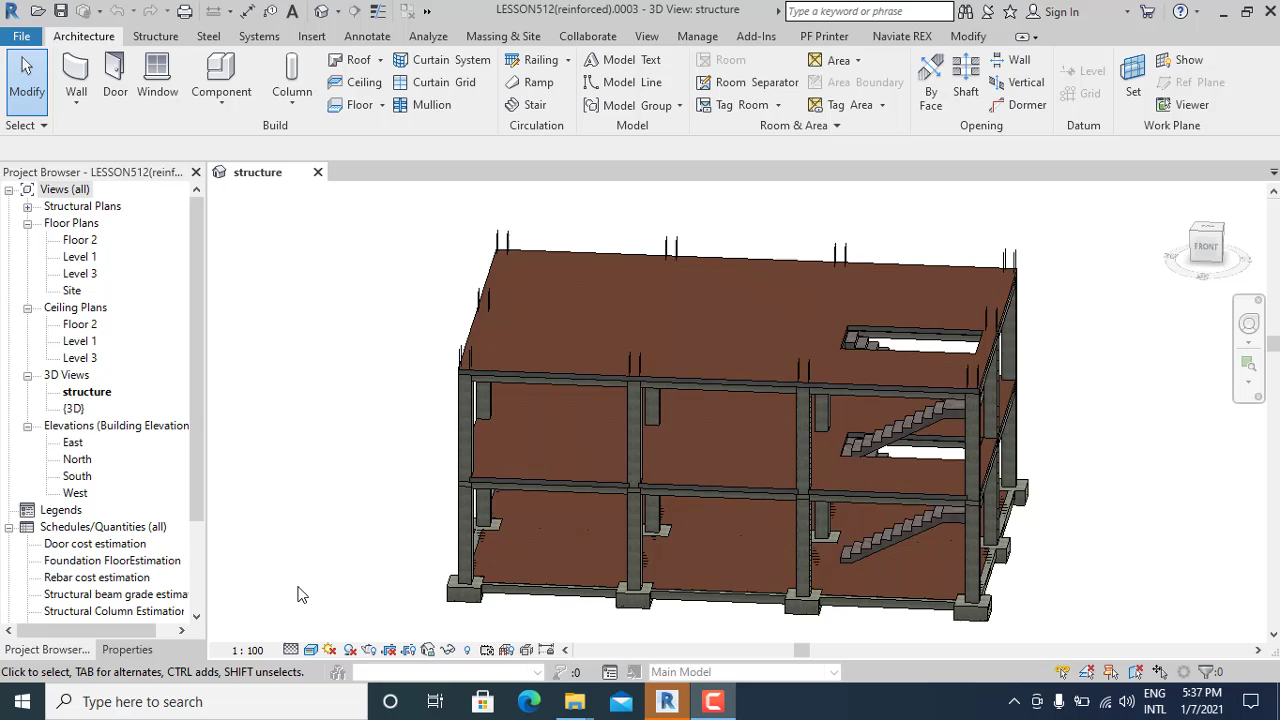 LESSON512(reinforced).0003 - 3D View: structure
Type a keyword or phrase
Sign In
File Architecture Structure Steel Systems Insert Annotate Analyze Massing & Site Collaborate View Manage Add-Ins PF Printer Naviate REX Modify
Modify
Wall
Door
Window
Component
Column
Roof
Ceiling
Floor
Curtain System
Curtain Grid
Mullion
Railing
Ramp
Stair
Model Text
Model Line
Model Group
Room
Room Separator
Tag Room
Area
Area Boundary
Tag Area
By
Face
Shaft
Wall
Vertical
Dormer
Level
Grid
Set
Show
Ref Plane
Viewer
Select Build Circulation Model Room & Area Opening Datum Work Plane
Project Browser - LESSON512(reinf...
structure
Views (all)
Structural Plans
Floor Plans
Floor 2
Level 1
Level 3
Site
Ceiling Plans
Floor 2
Level 1
Level 3
3D Views
structure
{3D}
Elevations (Building Elevation
East
North
South
West
Legends
Schedules/Quantities (all)
Door cost estimation
Foundation FloorEstimation
Rebar cost estimation
Structural beam grade estima
Structural Column Estimation
FRONT
Project Browser... Properties
1 : 100
Click to select, TAB for alternates, CTRL adds, SHIFT unselects.
:0
Main Model
:0
Type here to search
ENG
INTL
5:37 PM
1/7/2021